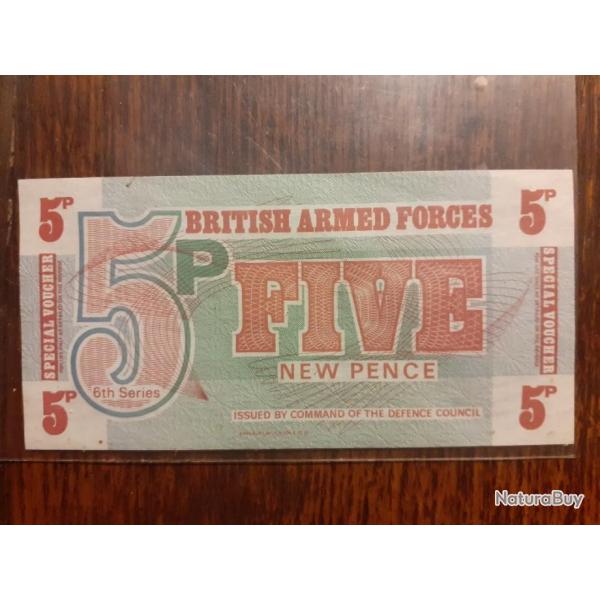 5P
BRITISH ARMED FORCES
5P
SPECIAL VOUCHER
5P
FIVE
SPECIAL VOUCHER
6th Series
NEW PENCE
5P
ISSUED BY COMMAND OF THE DEFENCE COUNCIL
5P
NaturaBuy